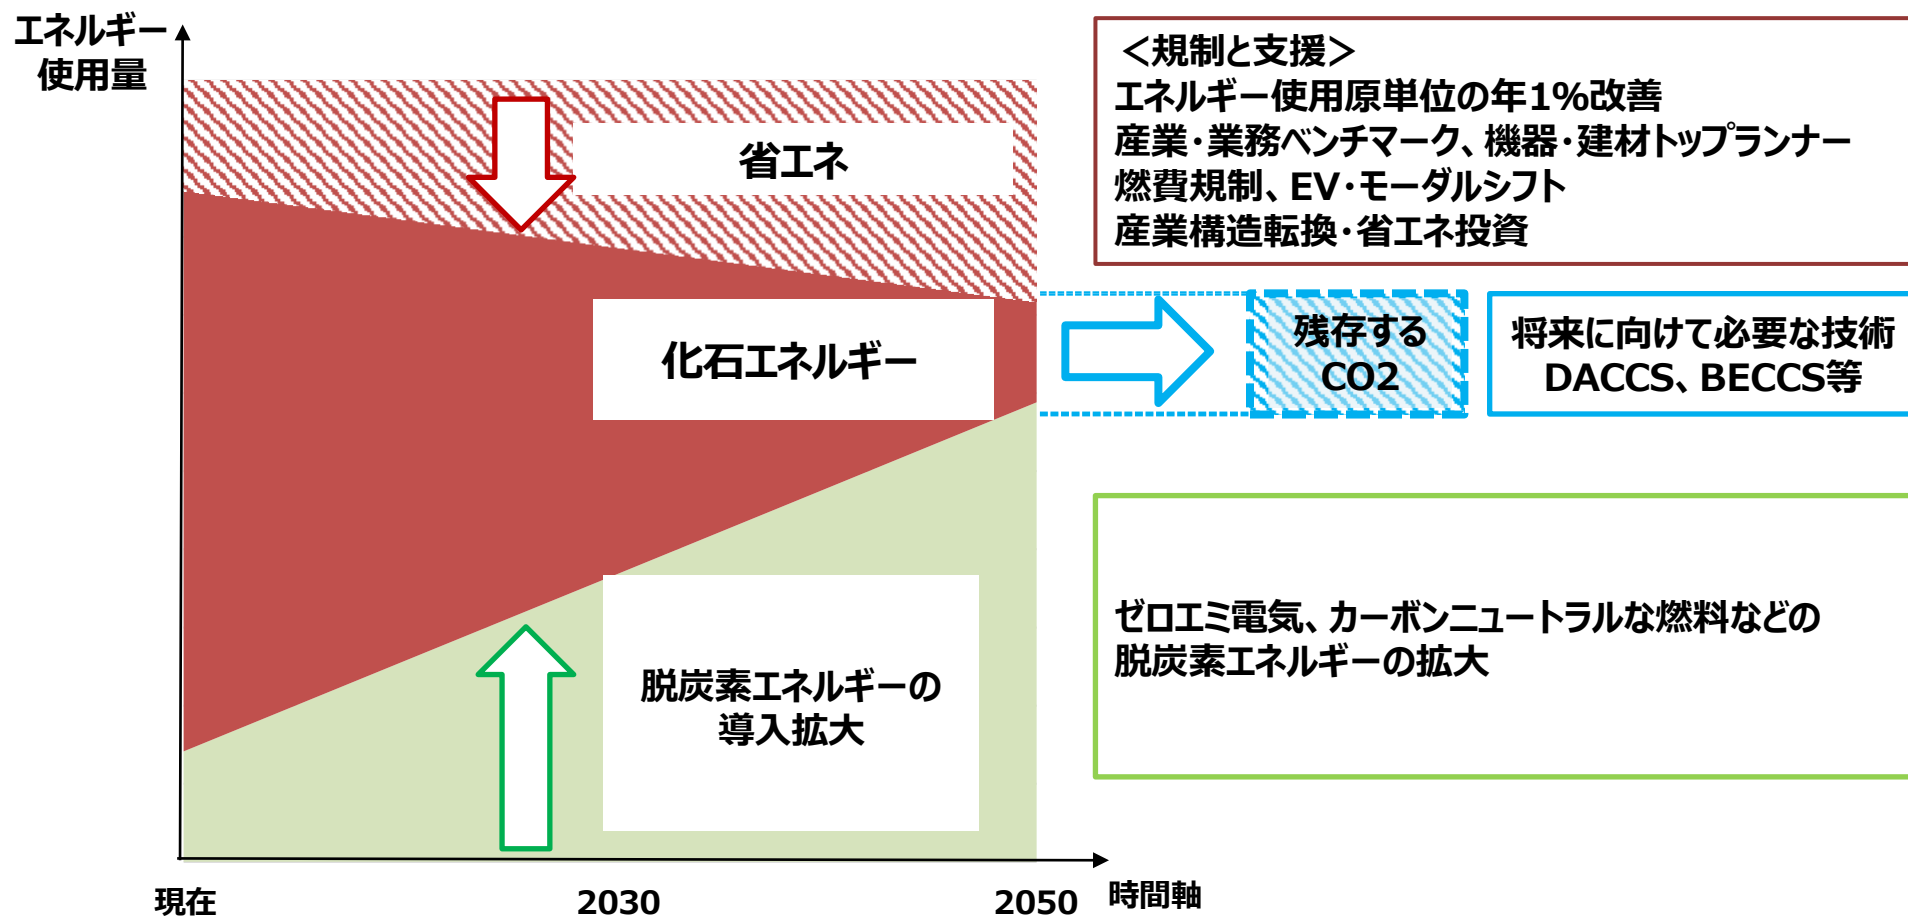 エネルギー
使用量
省エネ
化石エネルギー
脱炭素エネルギーの
導入拡大
現在
2030
2050
時間軸
＜規制と支援＞
エネルギー使用原単位の年1%改善
産業・業務ベンチマーク、機器・建材トップランナー
燃費規制、EV・モーダルシフト
産業構造転換・省エネ投資
残存する
CO2
将来に向けて必要な技術
DACCS、BECCS等
ゼロエミ電気、カーボンニュートラルな燃料などの
脱炭素エネルギーの拡大